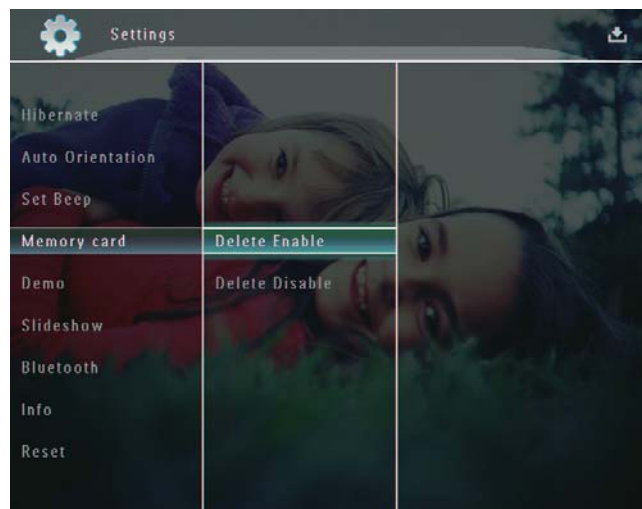 Settings
Hibernate
Auto Orientation
Set Beep
Memory card
Delete Enable
Demo
Delete Disable
Slideshow
Bluetooth
Info
Reset